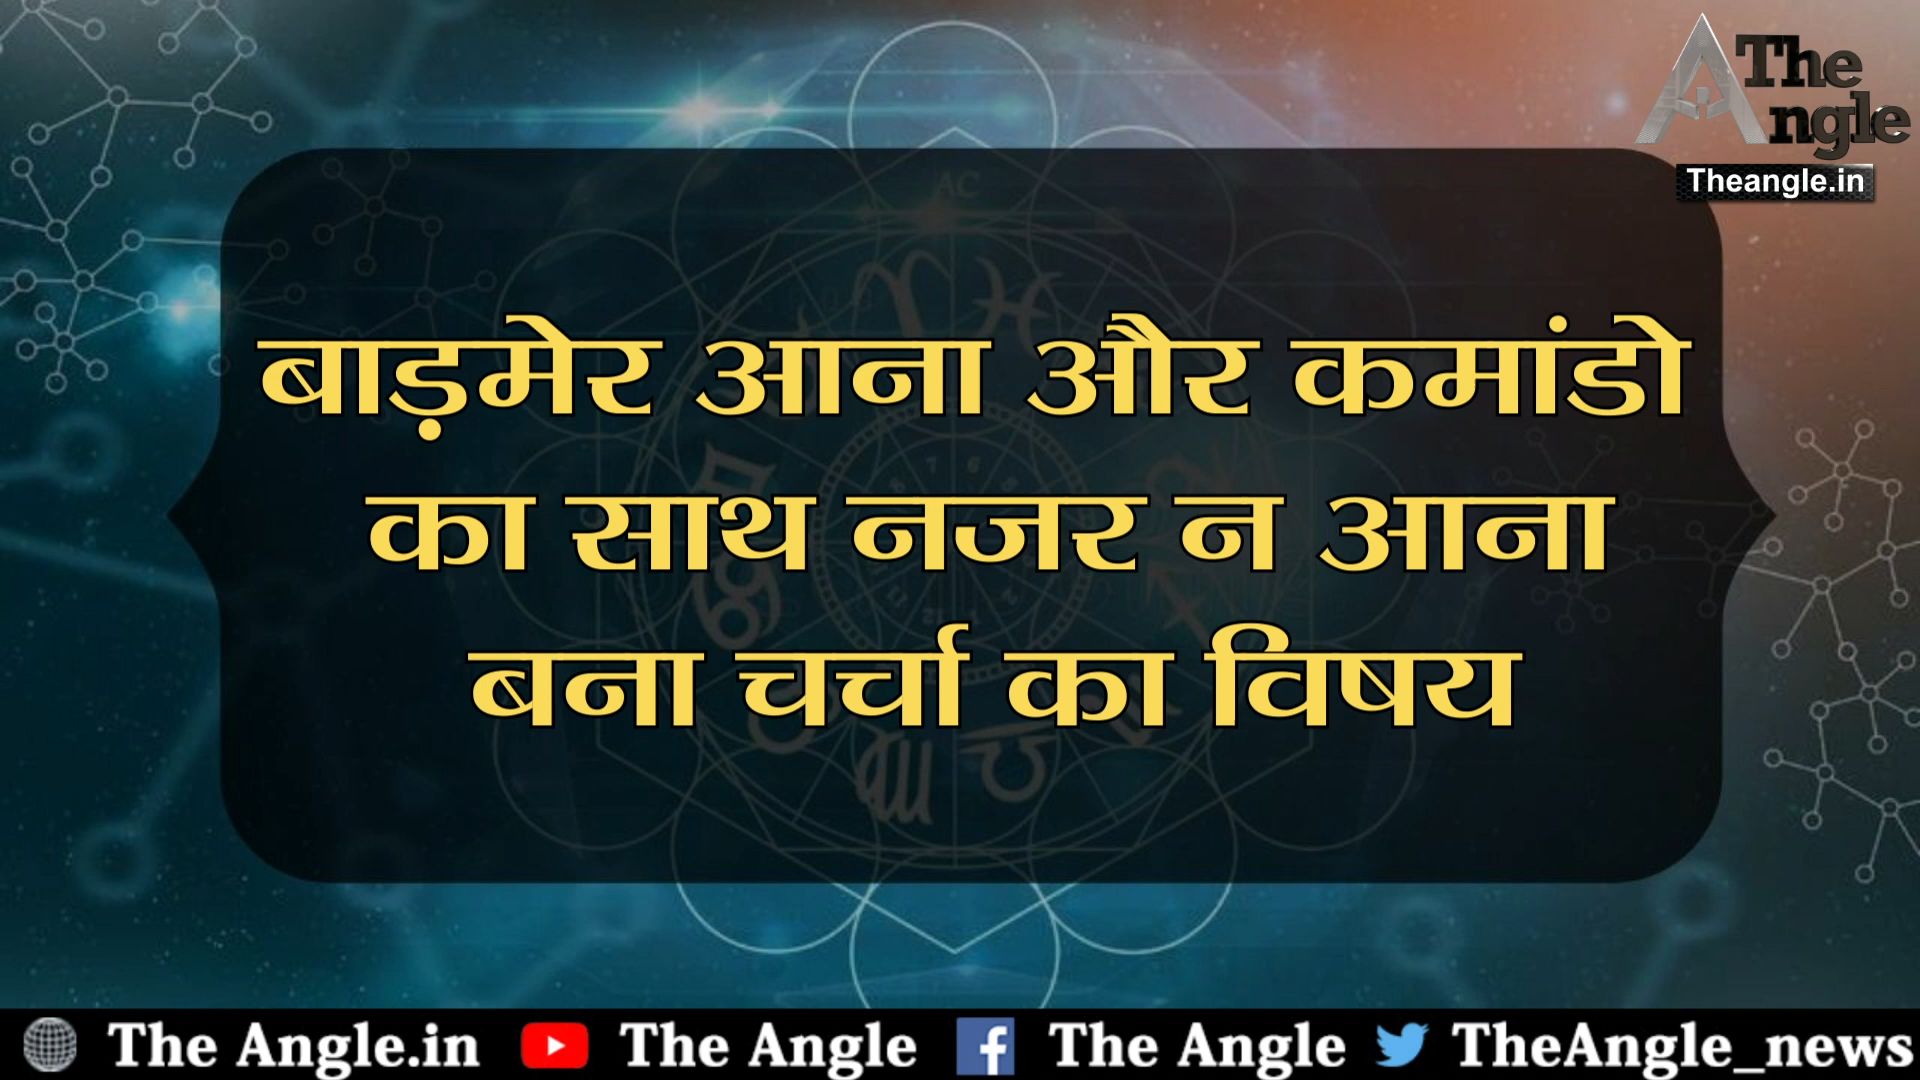 The
Angle
Theangle.in
बाड़मेर आना और कमांडो
का साथ नजर न आना
बना चर्चा का विषय
The Angle.in The Angle The Angle TheAngle_news